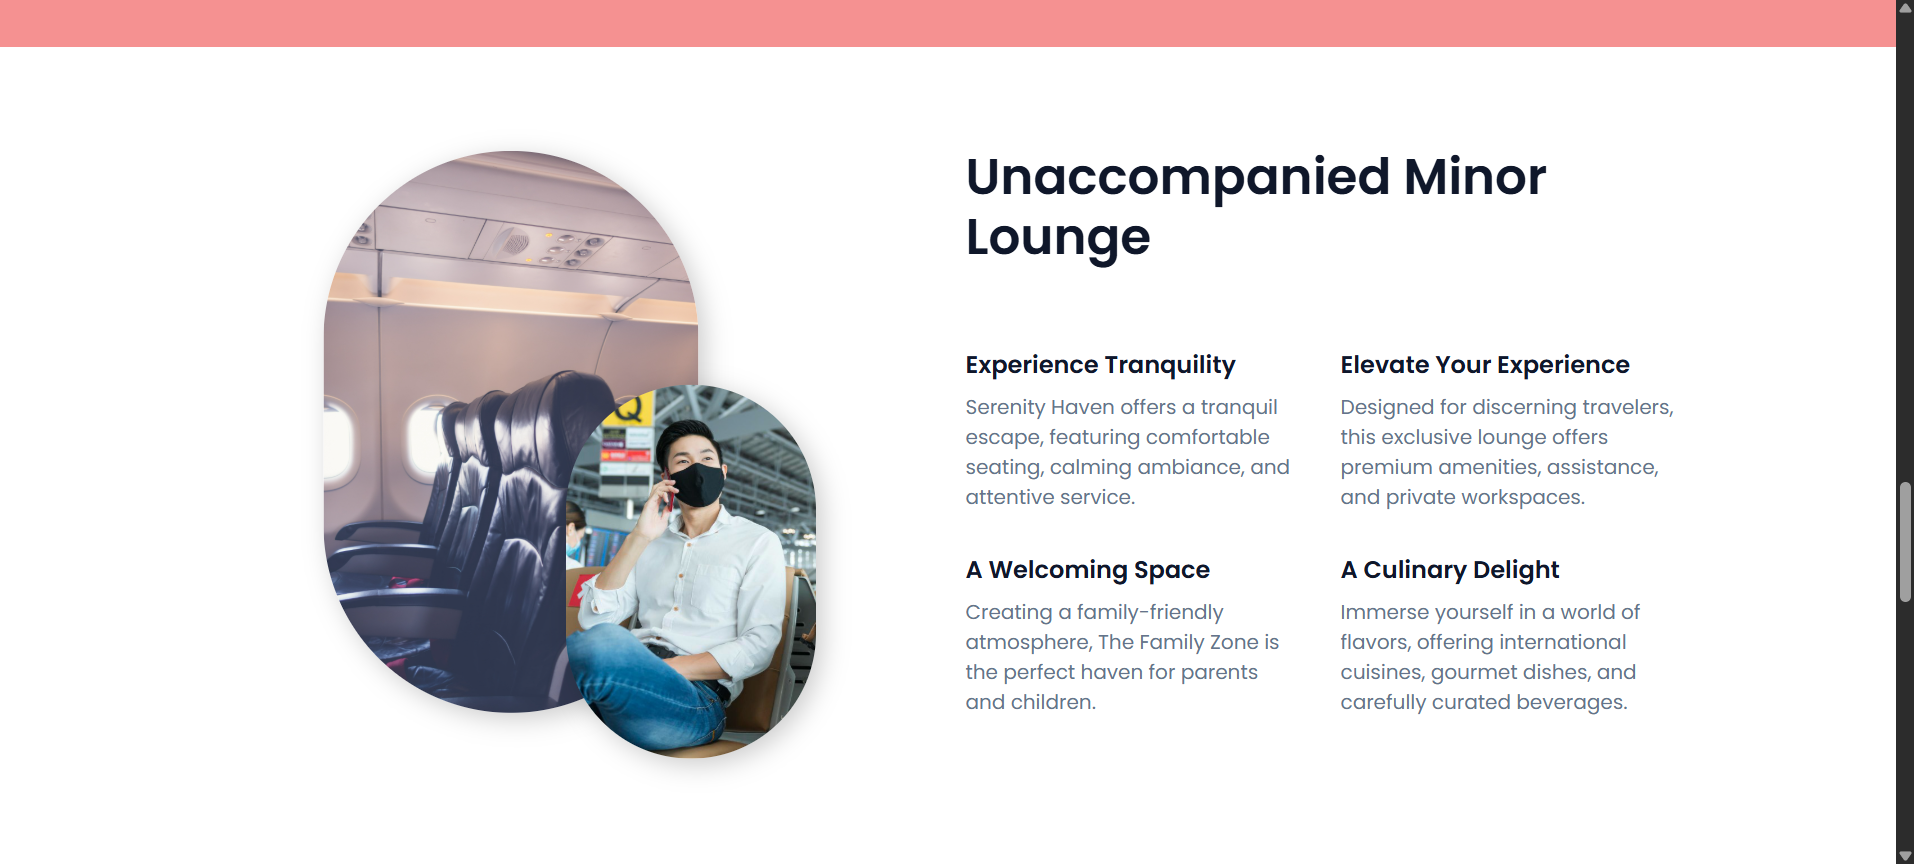 Unaccompanied Minor
Lounge
Experience Tranquility
Serenity Haven offers a tranquil
escape, featuring comfortable
seating, calming ambiance, and
attentive service.
Elevate Your Experience
Designed for discerning travelers,
this exclusive lounge offers
premium amenities, assistance,
and private workspaces.
A Welcoming Space
Creating a family-friendly
atmosphere, The Family Zone is
the perfect haven for parents
and children.
A Culinary Delight
Immerse yourself in a world of
flavors, offering international
cuisines, gourmet dishes, and
carefully curated beverages.
Q